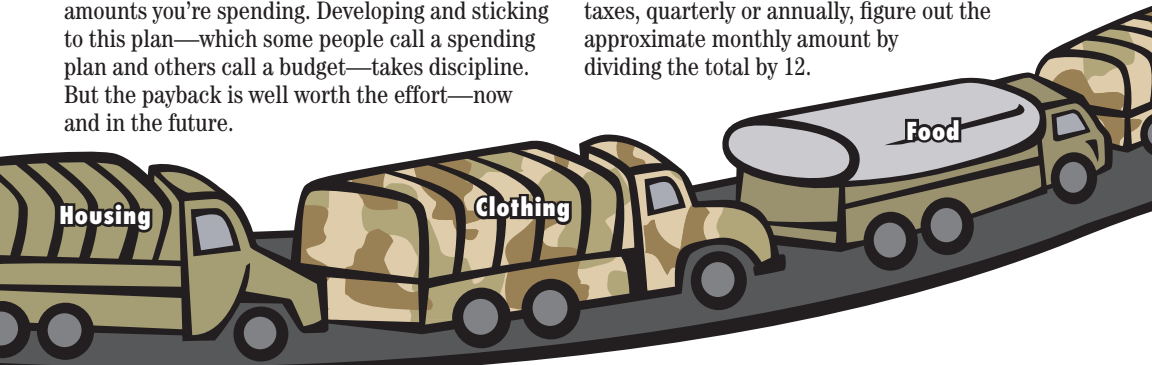 amounts you're spending. Developing and sticking
to this plan—which some people call a spending
plan and others call a budget—takes discipline.
But the payback is well worth the effort—now
and in the future.
taxes, quarterly or annually, figure out the
approximate monthly amount by
dividing the total by 12.
Housing
Clothing
Food